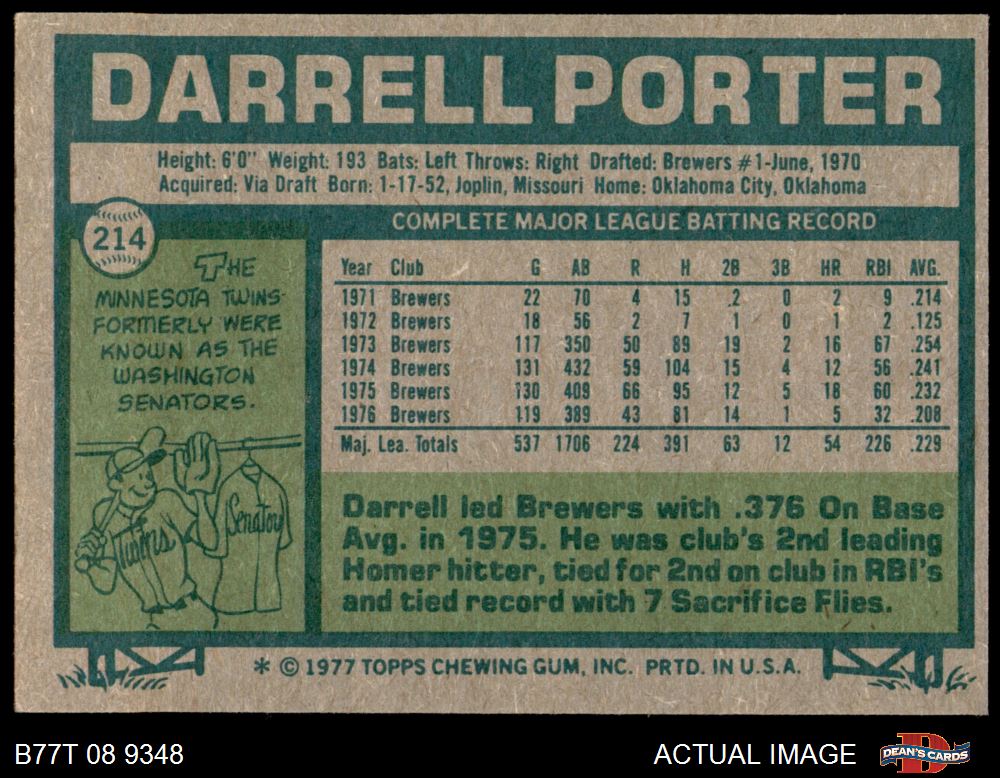 DARRELL PORTER
Height: 6'0" Weight: 193 Bats: Left Throws: Right Drafted: Brewers #1-June, 1970
Acquired: Via Draft Born: 1-17-52, Joplin, Missouri Home: Oklahoma City, Oklahoma
214
THE
MINNESOTA TWINS
FORMERLY WERE
KNOWN AS THE
WASHINGTON
SENATORS.
Twins
Senators
COMPLETE MAJOR LEAGUE BATTING RECORD
Year Club G AB R H 2B 3B HR RBI AVG.
1971 Brewers 22 70 4 15 .2 0 2 9 .214
1972 Brewers 18 56 2 7 1 0 1 2 .125
1973 Brewers 117 350 50 89 19 2 16 67 .254
1974 Brewers 131 432 59 104 15 4 12 56 .241
1975 Brewers 130 409 66 95 12 5 18 60 .232
1976 Brewers 119 389 43 81 14 1 5 32 .208
Maj. Lea. Totals 537 1706 224 391 63 12 54 226 .229
Darrell led Brewers with .376 On Base
Avg. in 1975. He was club's 2nd leading
Homer hitter, tied for 2nd on club in RBI's
and tied record with 7 Sacrifice Flies.
* © 1977 TOPPS CHEWING GUM, INC. PRTD. IN U.S.A.
B77T 08 9348
ACTUAL IMAGE
DEAN'S CARDS